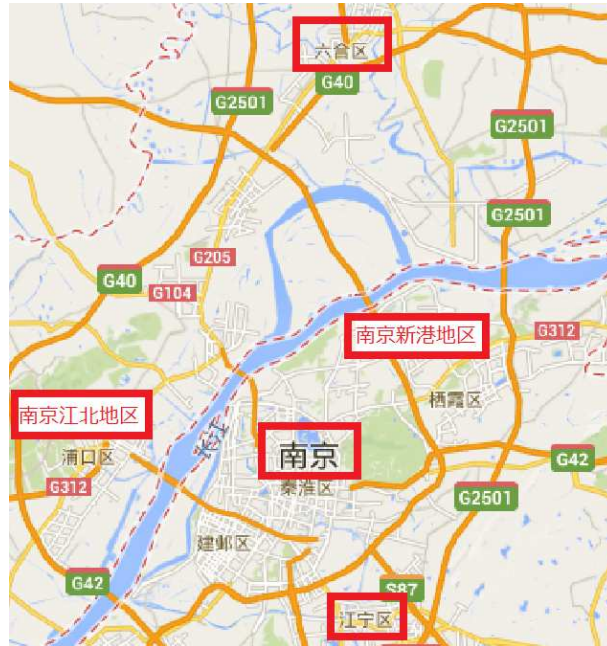 六合区
G40
G2501
G2501
G2501
G205
G40
G104
南京新港地区
G312
南京江北地区
栖霞区
长江
浦口区
南京
G42
G312
秦淮区
G2501
建邺区
G42
S87
江宁区